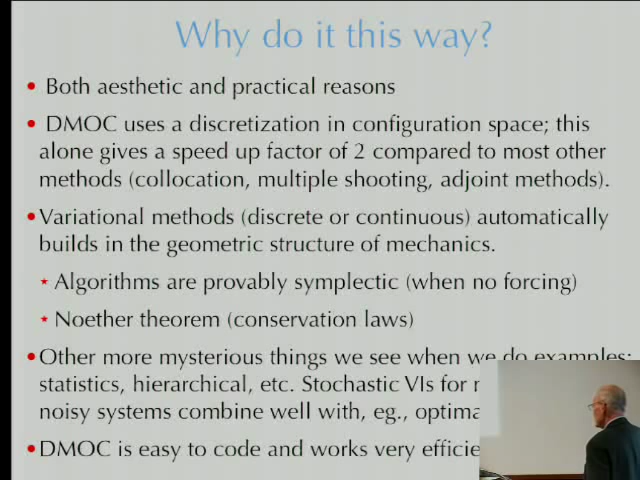 Why do it this way?
• Both aesthetic and practical reasons
• DMOC uses a discretization in configuration space; this
alone gives a speed up factor of 2 compared to most other
methods (collocation, multiple shooting, adjoint methods).
• Variational methods (discrete or continuous) automatically
builds in the geometric structure of mechanics.
* Algorithms are provably symplectic (when no forcing)
* Noether theorem (conservation laws)
• Other more mysterious things we see when we do examples:
statistics, hierarchical, etc. Stochastic VIs for
noisy systems combine well with, eg.,
• DMOC is easy to code and works very